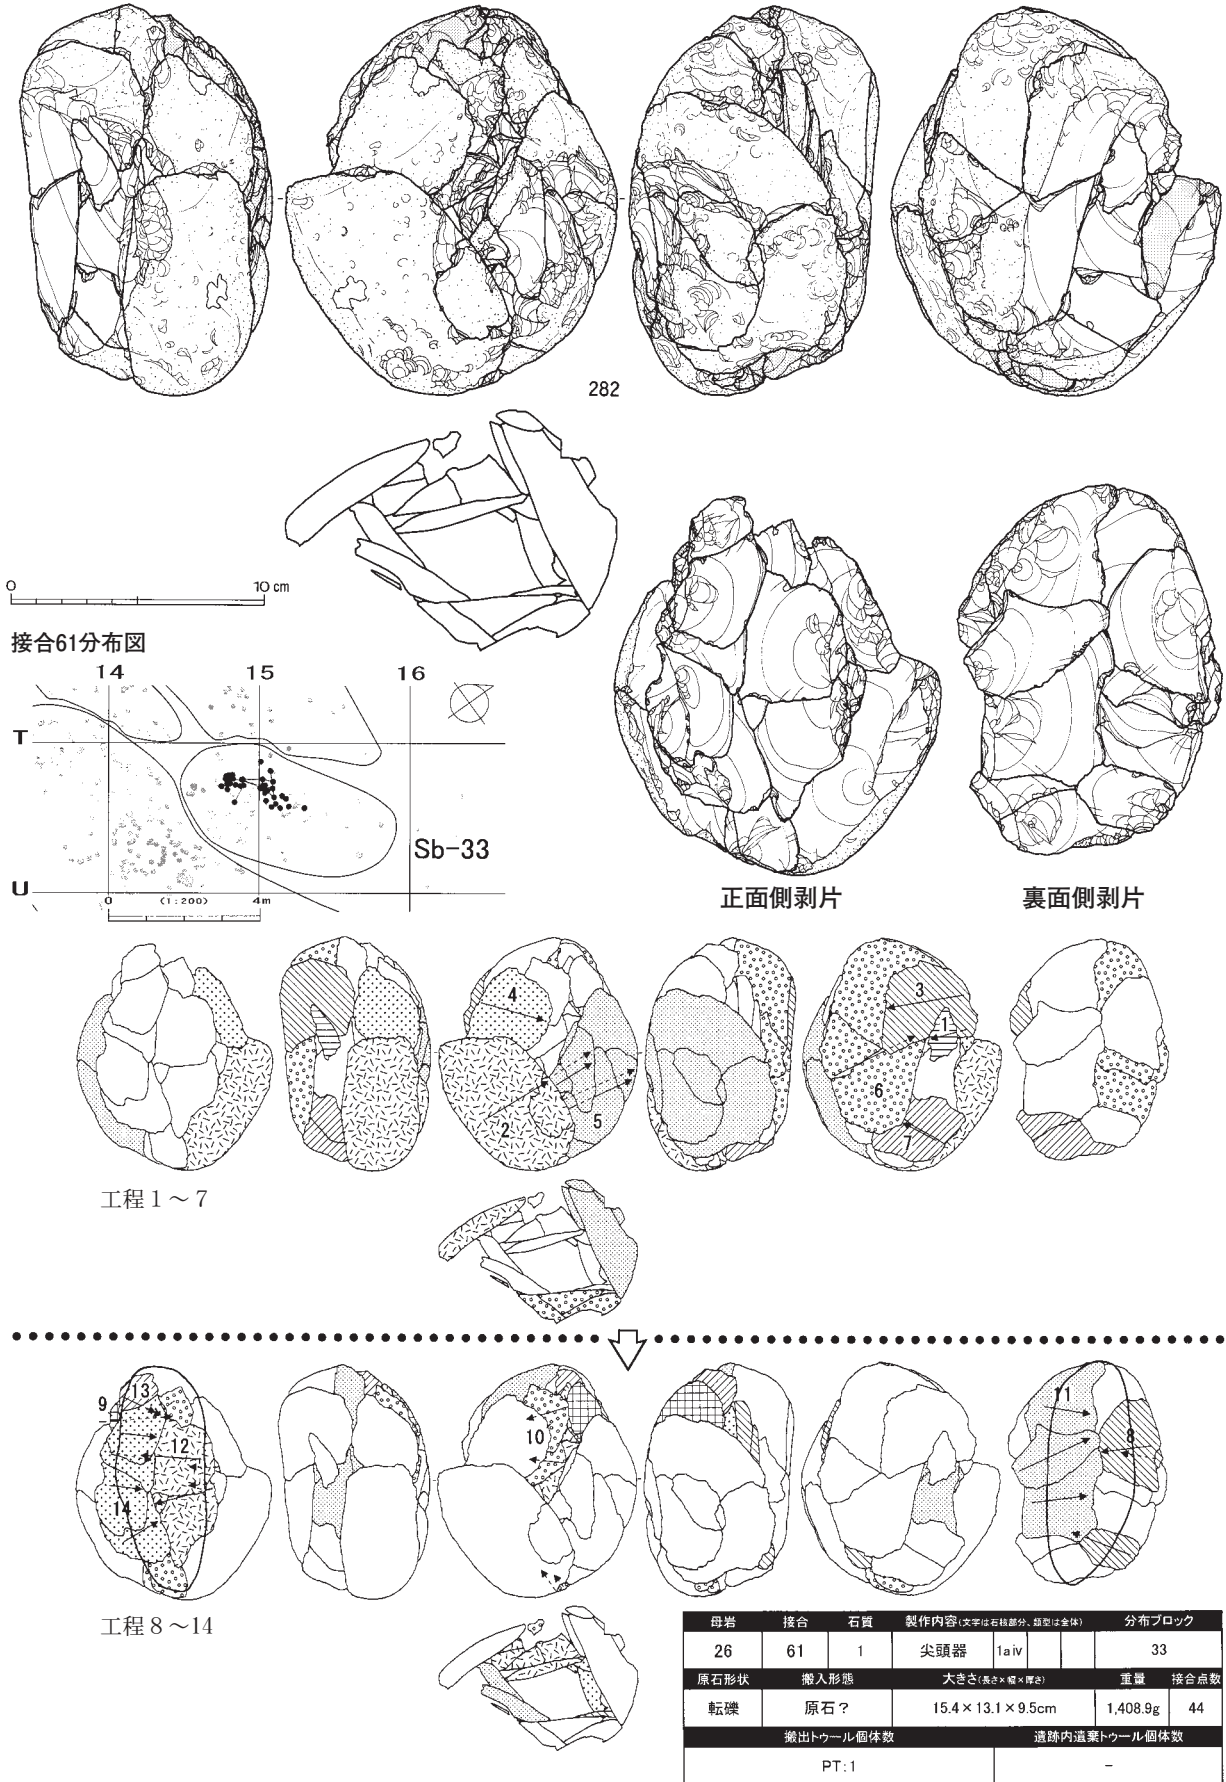 282
0 10 cm
接合61分布図
14 15 16
T
Sb-33
U
0 (1:200) 4m
正面側剥片 裏面側剥片
4 3 1
2 5 6 7
工程1～7
13 11
9 12 10 8
14
工程8～14
母岩 接合 石質 製作内容(文字は石核部分、類型は全体) 分布ブロック
26 61 1 尖頭器 1aⅳ 33
原石形状 搬入形態 大きさ(長さ×幅×厚さ) 重量 接合点数
転礫 原石? 15.4×13.1×9.5cm 1,408.9g 44
搬出トゥール個体数 遺跡内遺棄トゥール個体数
PT:1 －